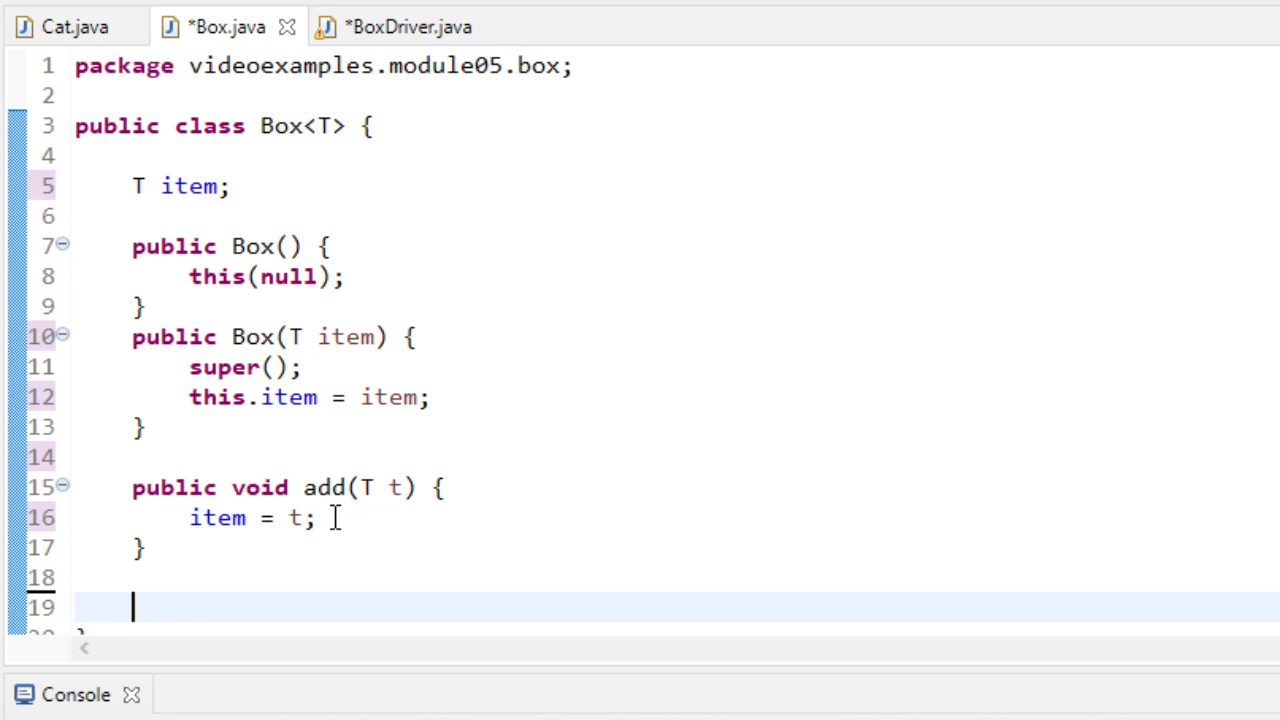 Cat.java *Box.java *BoxDriver.java
1 package videoexamples.module05.box;
2
3 public class Box<T> {
4
5 T item;
6
7 public Box() {
8 this(null);
9 }
10 public Box(T item) {
11 super();
12 this.item = item;
13 }
14
15 public void add(T t) {
16 item = t;
17 }
18
19
20 }
Console